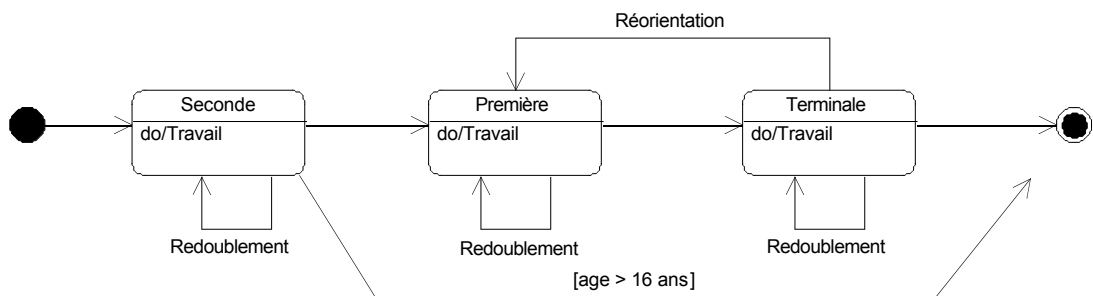 Réorientation
Seconde
do/Travail
Première
do/Travail
Terminale
do/Travail
Redoublement
Redoublement
Redoublement
[age > 16 ans]